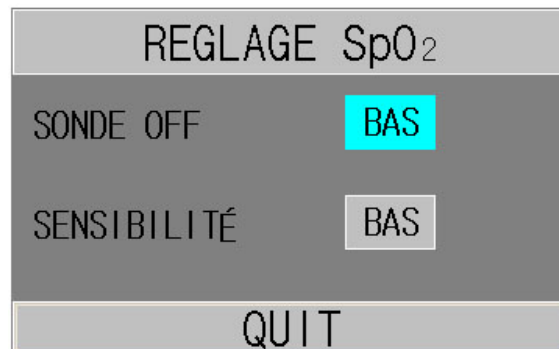 REGLAGE SpO₂
SONDE OFF BAS
SENSIBILITÉ BAS
QUIT